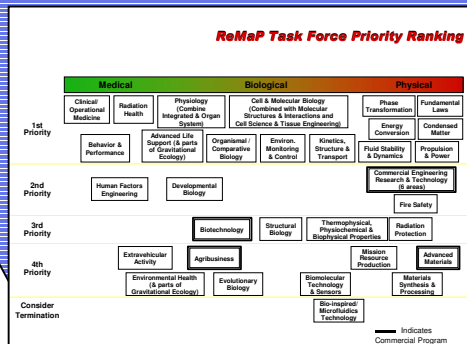 ReMaP Task Force Priority Ranking
Medical Biological Physical
1st
Priority
Clinical/
Operational
Medicine
Radiation
Health
Physiology
(Combine
Integrated & Organ
System)
Cell & Molecular Biology
(Combined with Molecular
Structures & Interactions and
Cell Science & Tissue Engineering)
Phase
Transformation
Fundamental
Laws
Energy
Conversion
Condensed
Matter
Behavior &
Performance
Advanced Life
Support (& parts
of Gravitational
Ecology)
Organismal /
Comparative
Biology
Environ.
Monitoring
& Control
Kinetics,
Structure
& Transport
Fluid Stability
& Dynamics
Propulsion
& Power
2nd
Priority
Human Factors
Engineering
Developmental
Biology
Commercial Engineering
Research & Technology
(6 areas)
Fire Safety
3rd
Priority
Biotechnology
Structural
Biology
Thermophysical,
Physiochemical &
Biophysical Properties
Radiation
Protection
4th
Priority
Extravehicular
Activity
Agribusiness
Mission
Resource
Production
Advanced
Materials
Environmental Health
(& parts of
Gravitational Ecology)
Evolutionary
Biology
Biomolecular
Technology
& Sensors
Materials
Synthesis &
Processing
Consider
Termination
Bio-inspired/
Microfluidics
Technology
Indicates
Commercial Program